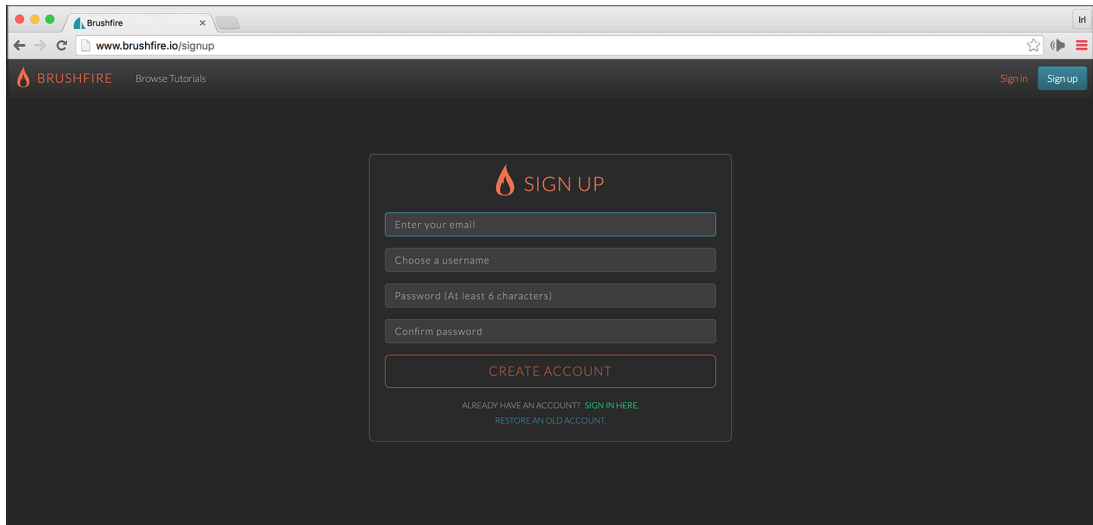 Brushfire
Irl
www.brushfire.io/signup
BRUSHFIRE Browse Tutorials Sign in Sign up
SIGN UP
Enter your email
Choose a username
Password (At least 6 characters)
Confirm password
CREATE ACCOUNT
ALREADY HAVE AN ACCOUNT? SIGN IN HERE.
RESTORE AN OLD ACCOUNT.